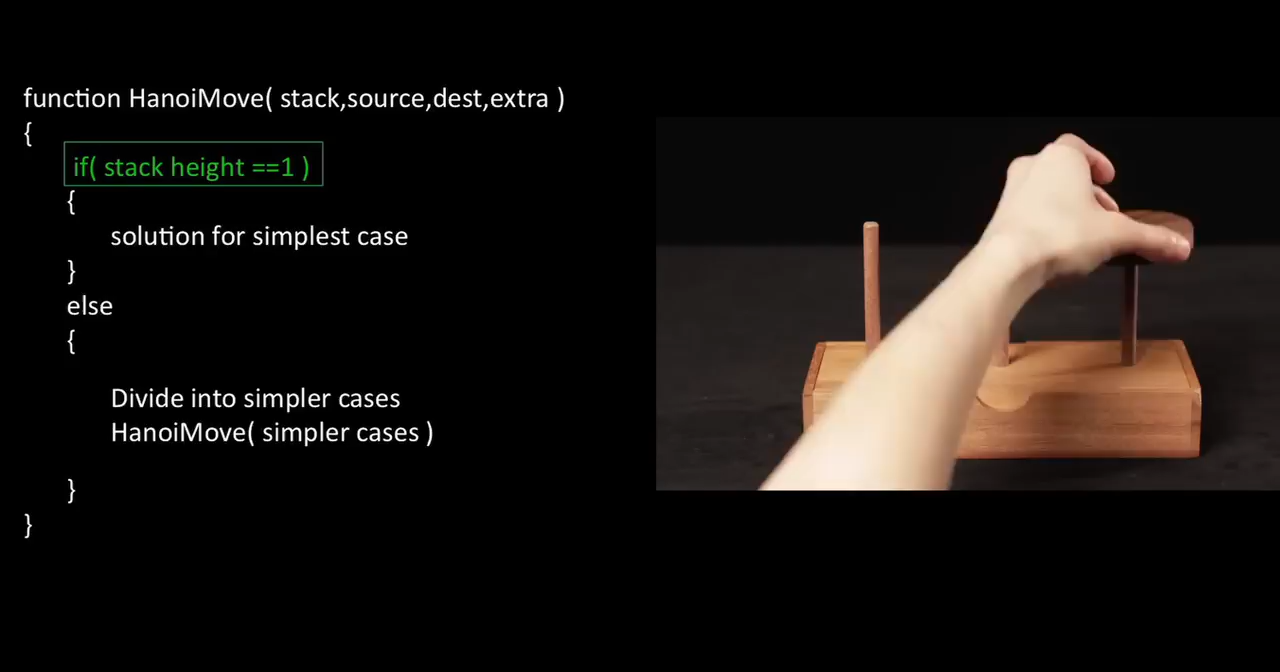 function HanoiMove( stack,source,dest,extra )
{
if( stack height ==1 )
{
solution for simplest case
}
else
{
Divide into simpler cases
HanoiMove( simpler cases )
}
}